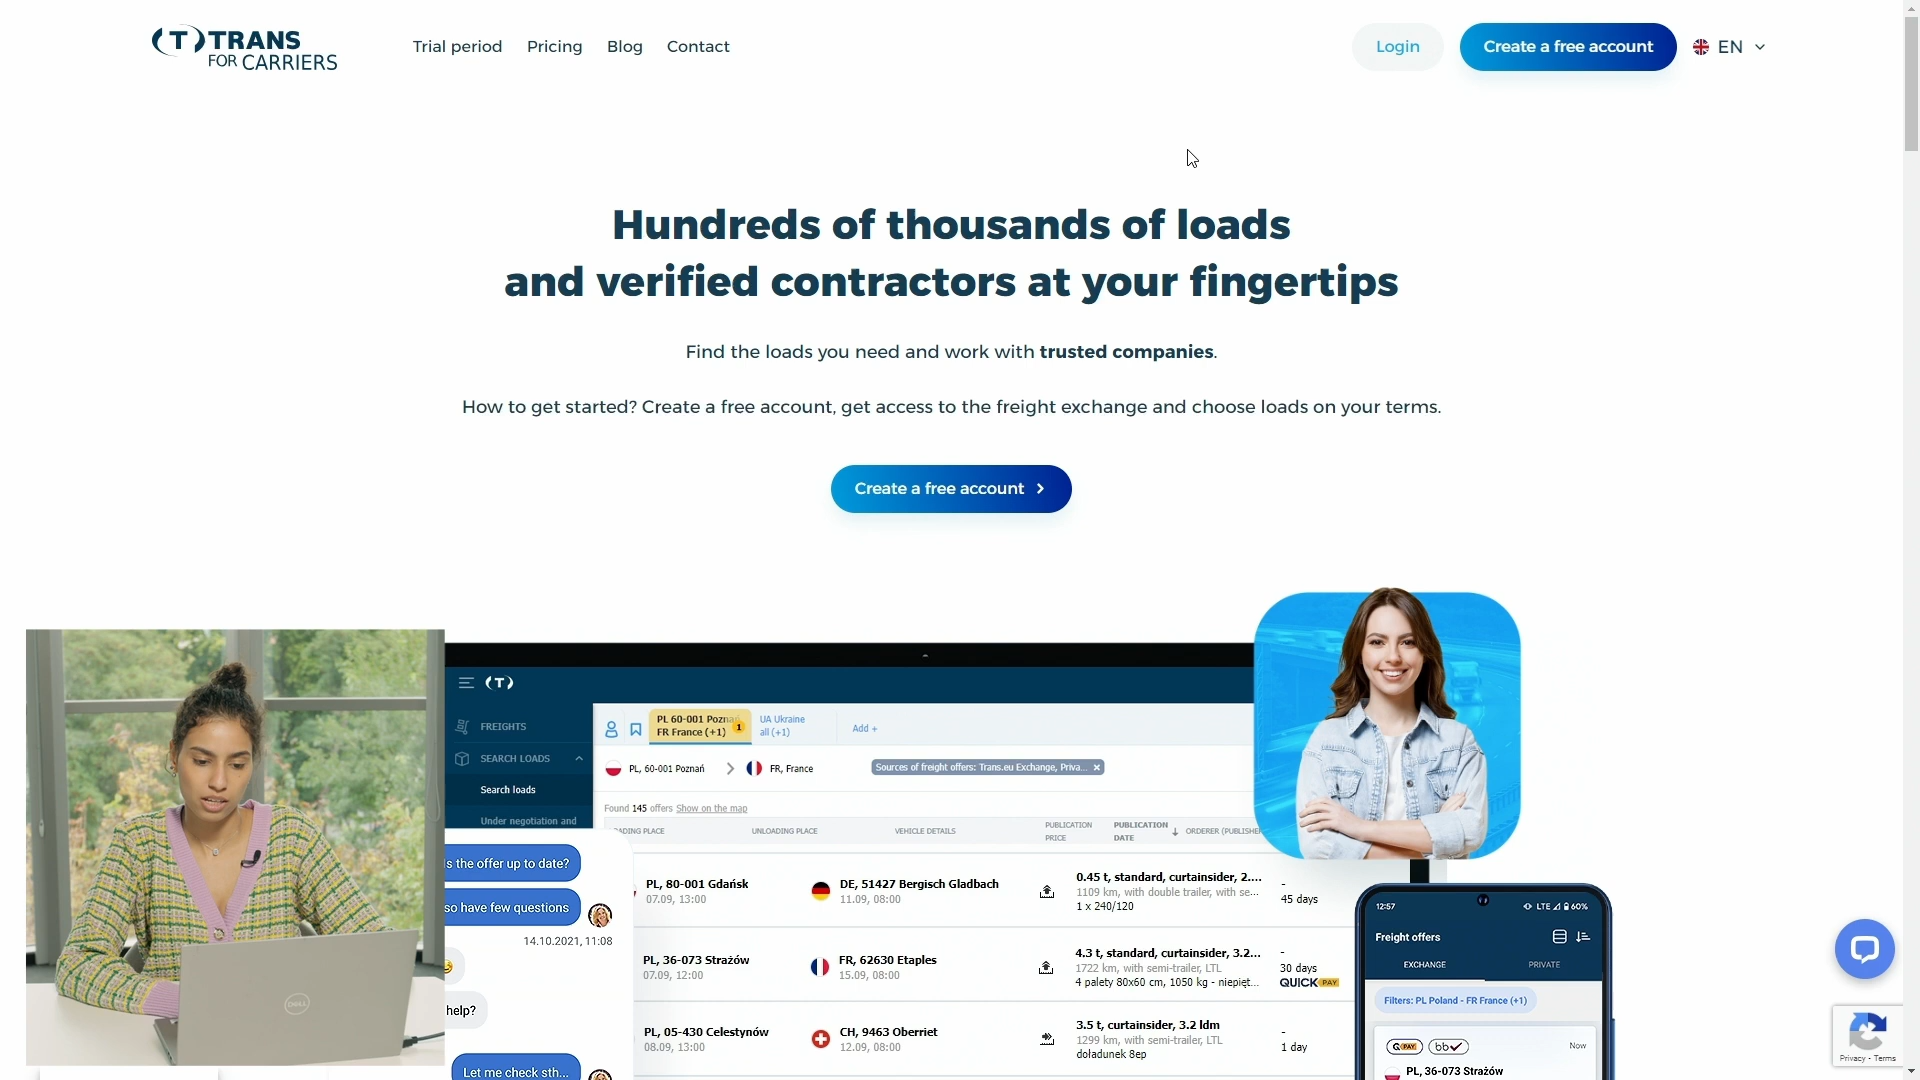 (T) TRANS
FOR CARRIERS
Trial period
Pricing
Blog
Contact
Login
Create a free account
EN
Hundreds of thousands of loads
and verified contractors at your fingertips
Find the loads you need and work with trusted companies.
How to get started? Create a free account, get access to the freight exchange and choose loads on your terms.
Create a free account
(T)
FREIGHTS
SEARCH LOADS
Search loads
Under negotiation and
PL 60-001 Pozna
FR France (+1)
1
UA Ukraine
all (+1)
Add +
PL, 60-001 Poznań
FR, France
Sources of freight offers: Trans.eu Exchange, Priva... ×
Found 145 offers Show on the map
ADING PLACE
UNLOADING PLACE
VEHICLE DETAILS
PUBLICATION
PRICE
PUBLICATION
DATE
ORDERER (PUBLISHE
PL, 80-001 Gdańsk
07.09, 13:00
DE, 51427 Bergisch Gladbach
11.09, 08:00
0.45 t, standard, curtainsider, 2....
1109 km, with double trailer, with se...
1 x 240/120
-
45 days
PL, 36-073 Strażów
07.09, 12:00
FR, 62630 Etaples
15.09, 08:00
4.3 t, standard, curtainsider, 3.2...
1722 km, with semi-trailer, LTL
4 palety 80x60 cm, 1050 kg - niepięt...
-
30 days
QUICK PAY
PL, 05-430 Celestynów
08.09, 13:00
CH, 9463 Oberriet
12.09, 08:00
3.5 t, curtainsider, 3.2 ldm
1299 km, with semi-trailer, LTL
doładunek 8ep
-
1 day
s the offer up to date?
so have few questions
14.10.2021, 11:08
help?
Let me check sth...
DELL
12:57
LTE
60%
Freight offers
EXCHANGE
PRIVATE
Filters: PL Poland - FR France (+1)
Q PAY
bb
Now
PL, 36-073 Strażów
Privacy - Terms